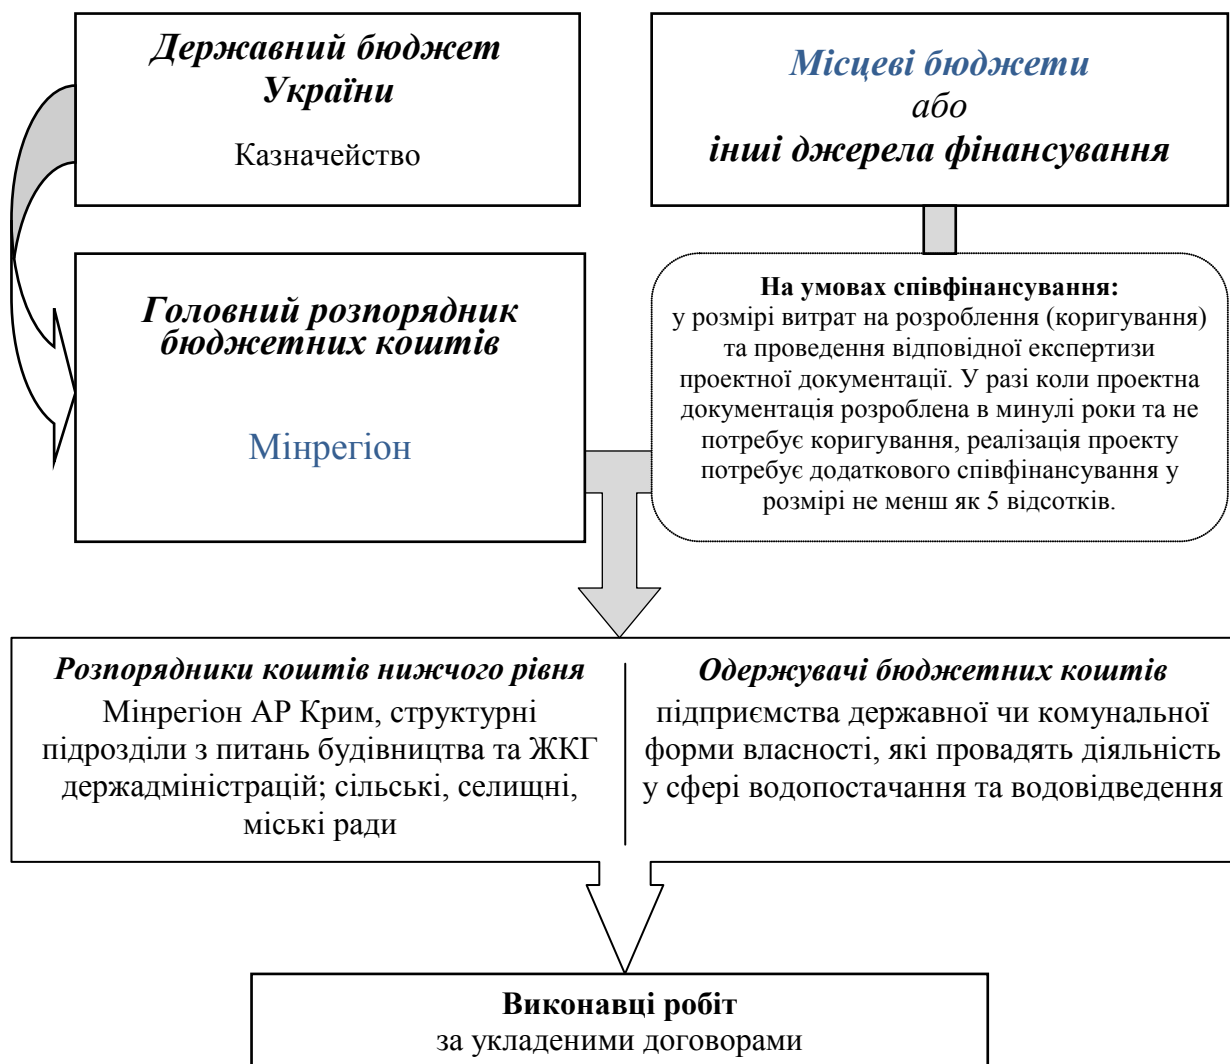 Державний бюджет
України
Казначейство
Місцеві бюджети
або
інші джерела фінансування
Головний розпорядник
бюджетних коштів
Мінрегіон
На умовах співфінансування:
у розмірі витрат на розроблення (коригування)
та проведення відповідної експертизи
проектної документації. У разі коли проектна
документація розроблена в минулі роки та не
потребує коригування, реалізація проекту
потребує додаткового співфінансування у
розмірі не менш як 5 відсотків.
Розпорядники коштів нижчого рівня
Мінрегіон АР Крим, структурні
підрозділи з питань будівництва та ЖКГ
держадміністрацій; сільські, селищні,
міські ради
Одержувачі бюджетних коштів
підприємства державної чи комунальної
форми власності, які провадять діяльність
у сфері водопостачання та водовідведення
Виконавці робіт
за укладеними договорами